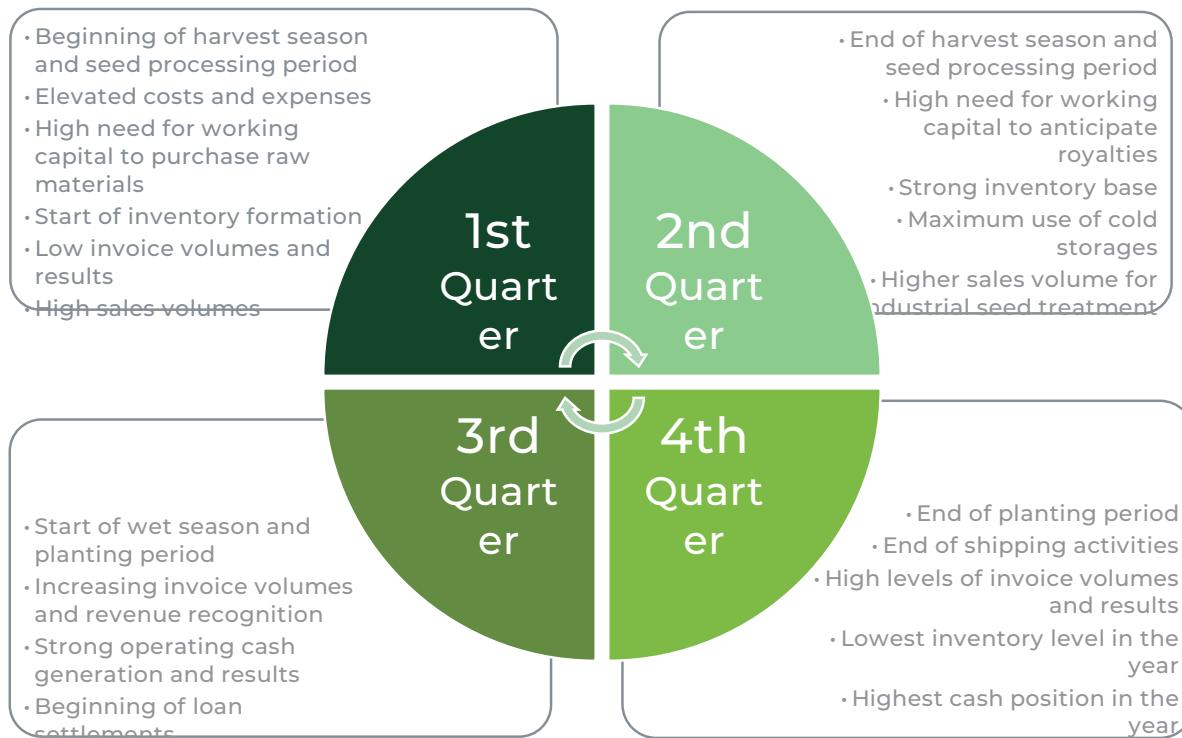 • Beginning of harvest season
and seed processing period
• Elevated costs and expenses
• High need for working
capital to purchase raw
materials
• Start of inventory formation
• Low invoice volumes and
results
• High sales volumes
• End of harvest season and
seed processing period
• High need for working
capital to anticipate
royalties
• Strong inventory base
• Maximum use of cold
storages
• Higher sales volume for
industrial seed treatment
1st
Quart
er
2nd
Quart
er
3rd
Quart
er
4th
Quart
er
• Start of wet season and
planting period
• Increasing invoice volumes
and revenue recognition
• Strong operating cash
generation and results
• Beginning of loan
settlements
• End of planting period
• End of shipping activities
• High levels of invoice volumes
and results
• Lowest inventory level in the
year
• Highest cash position in the
year